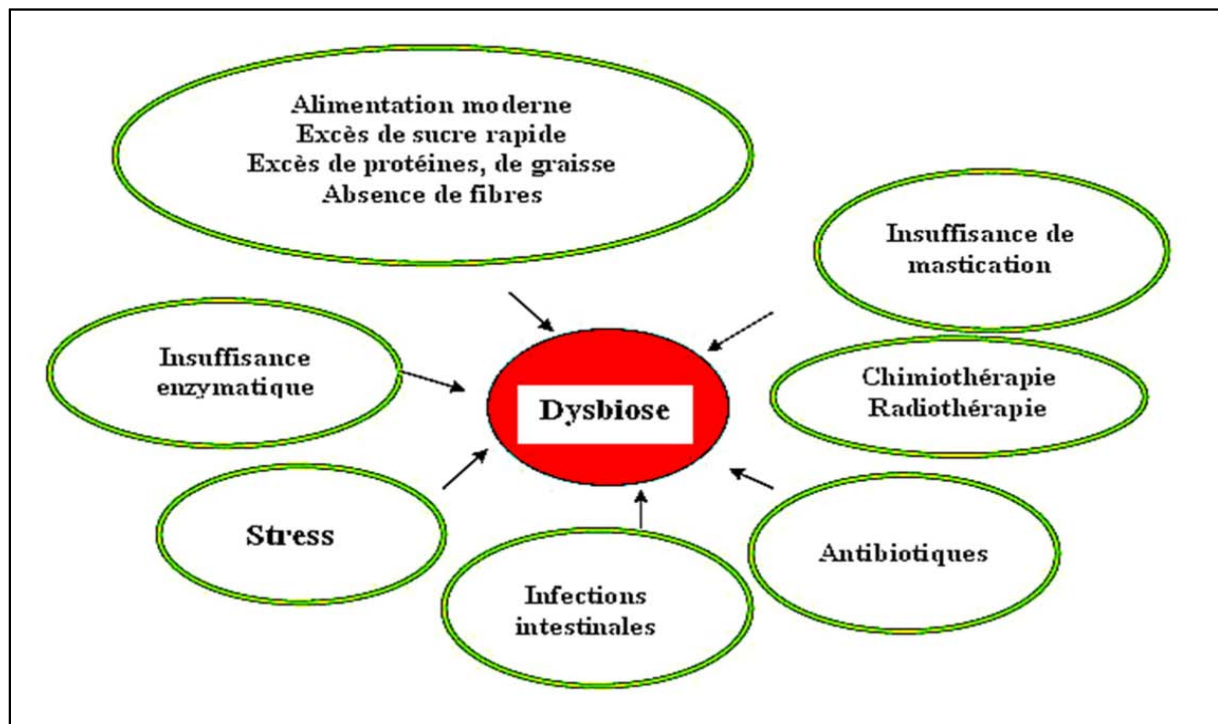 Alimentation moderne
Excès de sucre rapide
Excès de protéines, de graisse
Absence de fibres
Insuffisance de
mastication
Insuffisance
enzymatique
Chimiothérapie
Radiothérapie
Dysbiose
Stress
Antibiotiques
Infections
intestinales